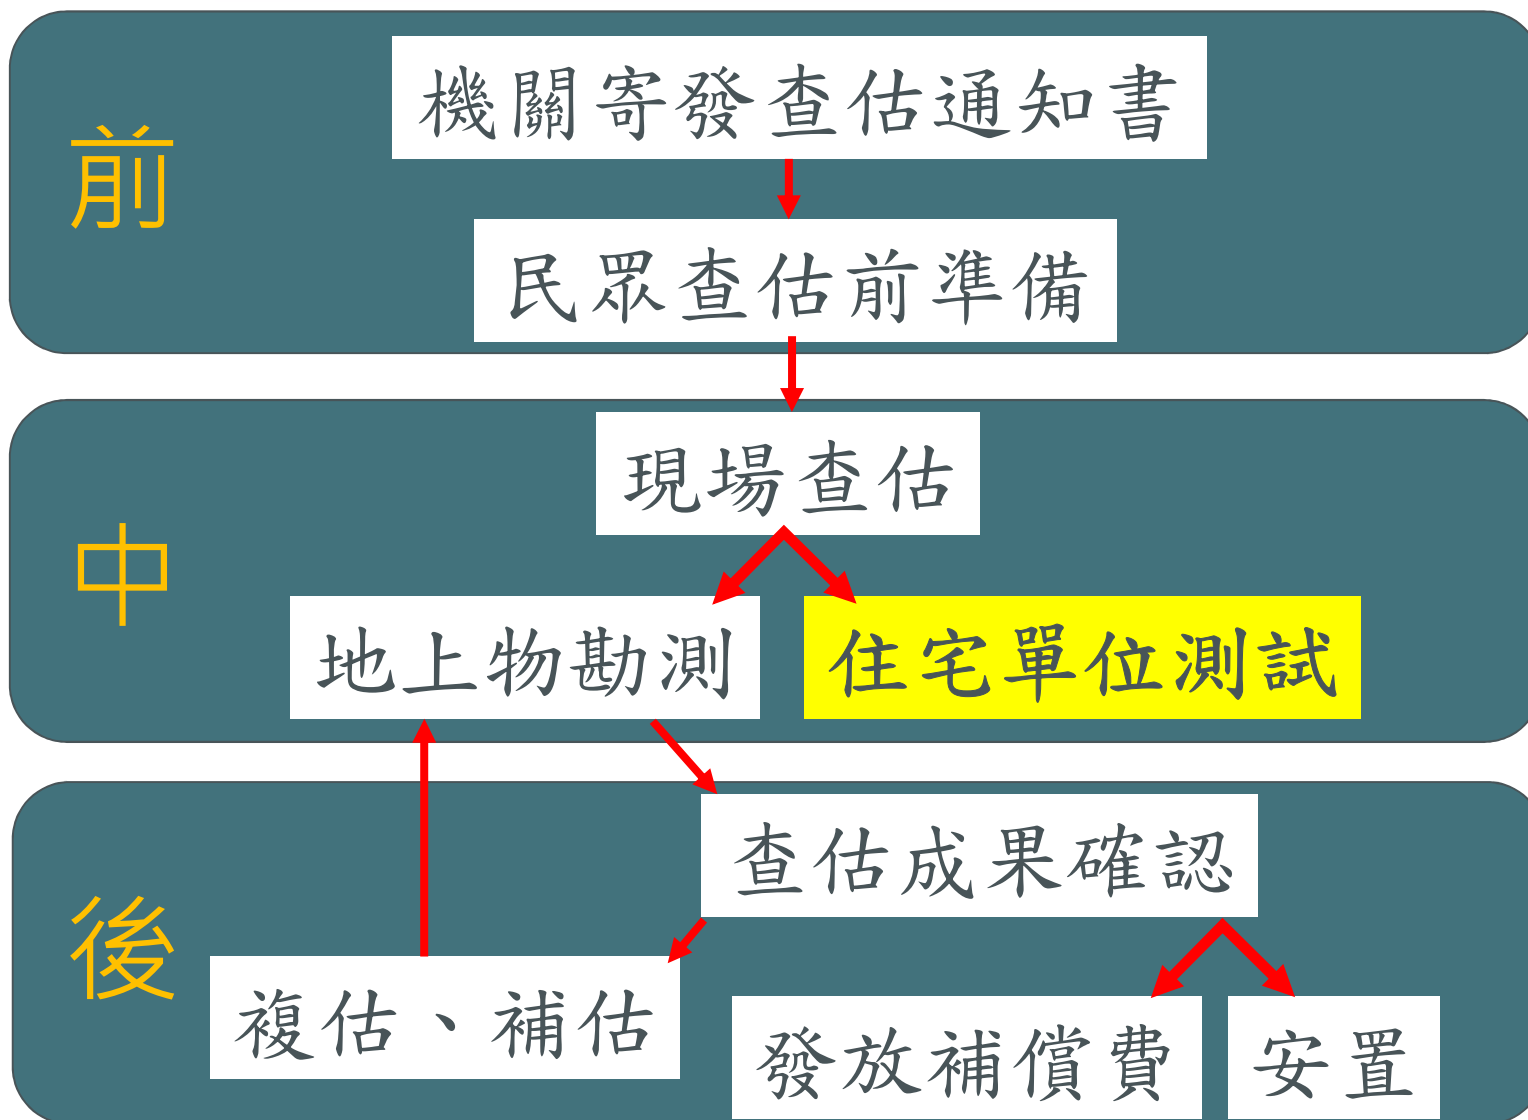 前
機關寄發查估通知書
民眾查估前準備
中
現場查估
地上物勘測
住宅單位測試
後
查估成果確認
複估、補估
發放補償費
安置